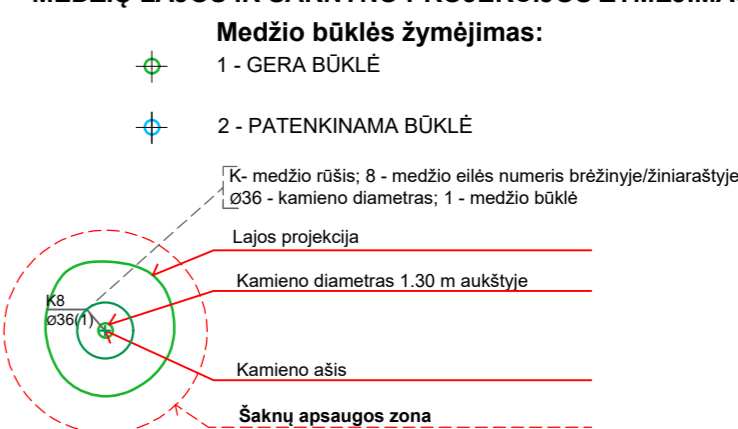 Medžio būklės žymėjimas:
1 - GERA BŪKLĖ
2 - PATENKINAMA BŪKLĖ
K- medžio rūšis; 8 - medžio eilės numeris brėžinyje/žiniaraštyje
Ø36 - kamieno diametras; 1 - medžio būklė
Lajos projekcija
Kamieno diametras 1.30 m aukštyje
K8
Ø36(1)
Kamieno ašis
Šaknų apsaugos zona